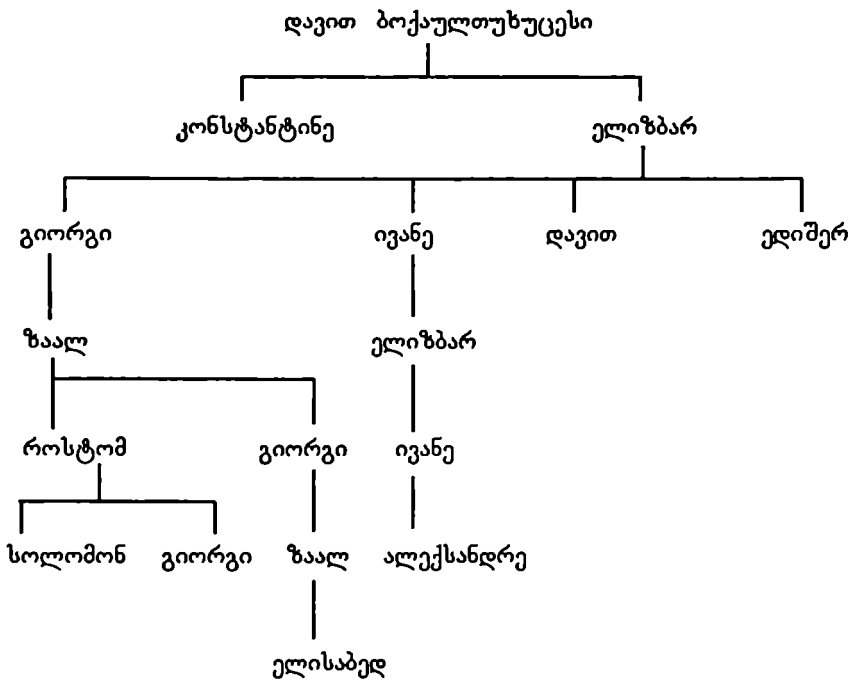 დავით ბოქაულთუხუცესი
კონსტანტინე ელიზბარ
გიორგი ივანე დავით ედიშერ
ზაალ ელიზბარ
როსტომ გიორგი ივანე
სოლომონ გიორგი ზაალ ალექსანდრე
ელისაბედ